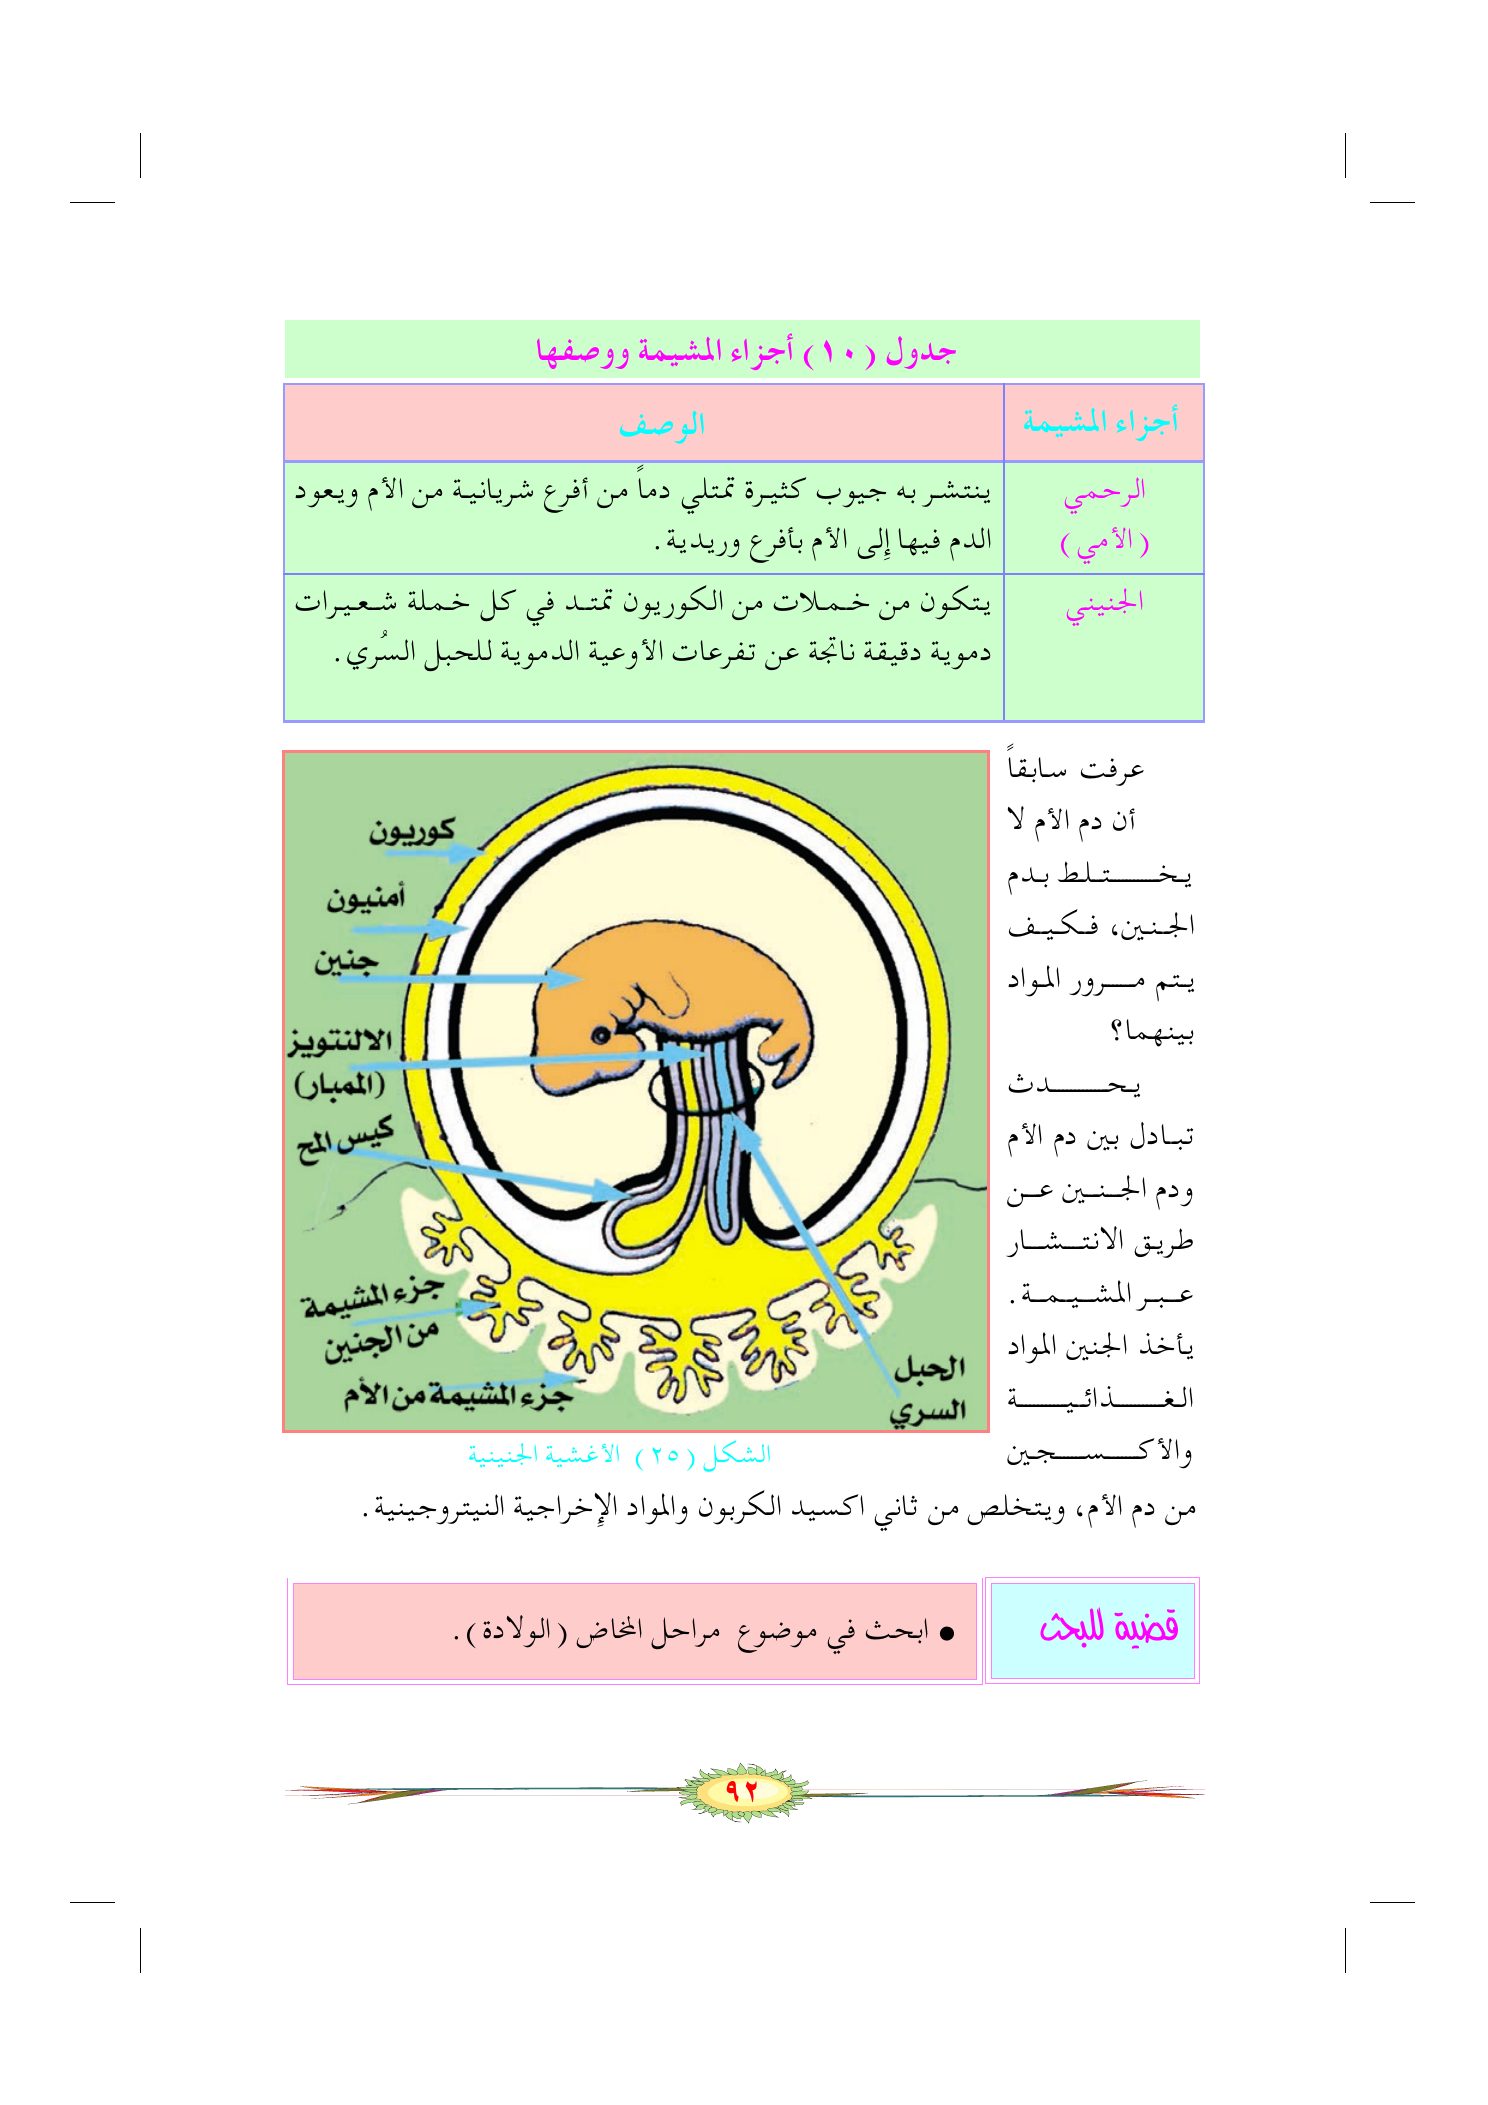 جدول (١٠) أجزاء المشيمة ووصفها
أجزاء المشيمة
الوصف
الرحمي
(الأمي)
ينتشر به جيوب كثيرة تمتلي دماً من أفرع شريانية من الأم ويعود
الدم فيها إِلى الأم بأفرع وريدية.
الجنيني
يتكون من خملات من الكوريون تمتد في كل خملة شعيرات
دموية دقيقة ناتجة عن تفرعات الأوعية الدموية للحبل السُري.
عرفت سابقاً
أن دم الأم لا
يختلط بدم
الجنين، فكيف
يتم مرور المواد
بينهما؟
يحدث
تبادل بين دم الأم
ودم الجنين عن
طريق الانتشار
عبر المشيمة.
يأخذ الجنين المواد
الغذائية
والأكسجين
من دم الأم، ويتخلص من ثاني اكسيد الكربون والمواد الإِخراجية النيتروجينية.
كوريون
أمنيون
جنين
الالنتويز
(الممبار)
كيس المح
جزء المشيمة
من الجنين
جزء المشيمة من الأم
الحبل
السري
الشكل (٢٥) الأغشية الجنينية
قضية للبحث
● ابحث في موضوع مراحل المخاض (الولادة).
٩٢